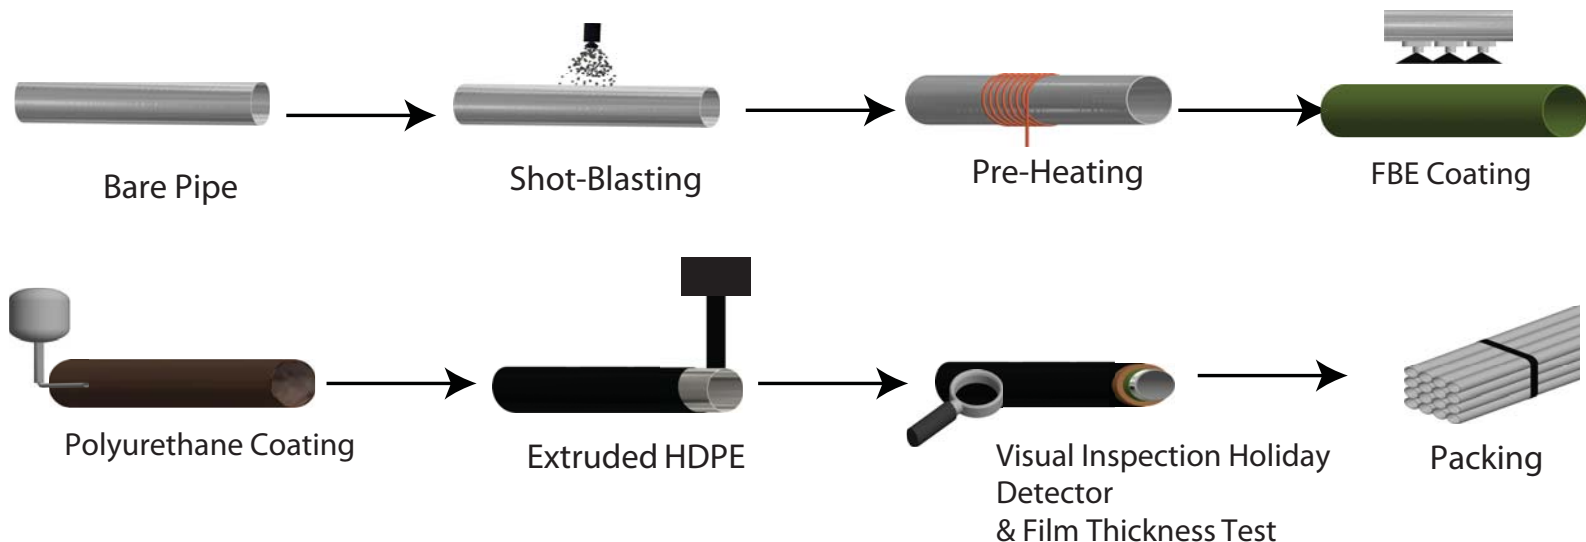 Bare Pipe
Shot-Blasting
Pre-Heating
FBE Coating
Polyurethane Coating
Extruded HDPE
Visual Inspection Holiday
Detector
& Film Thickness Test
Packing